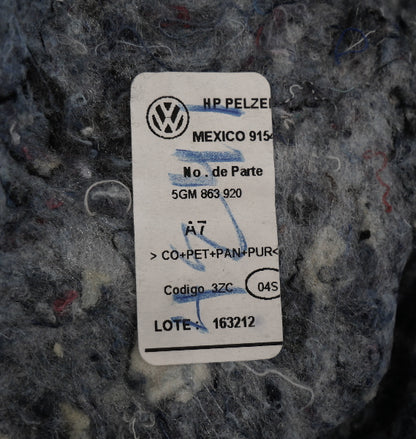 HP PELZE
MEXICO 9154
No. de Parte
5GM 863 920
A7
> CO+PET+PAN+PUR<
Codigo 3ZC 04S
LOTE: 163212